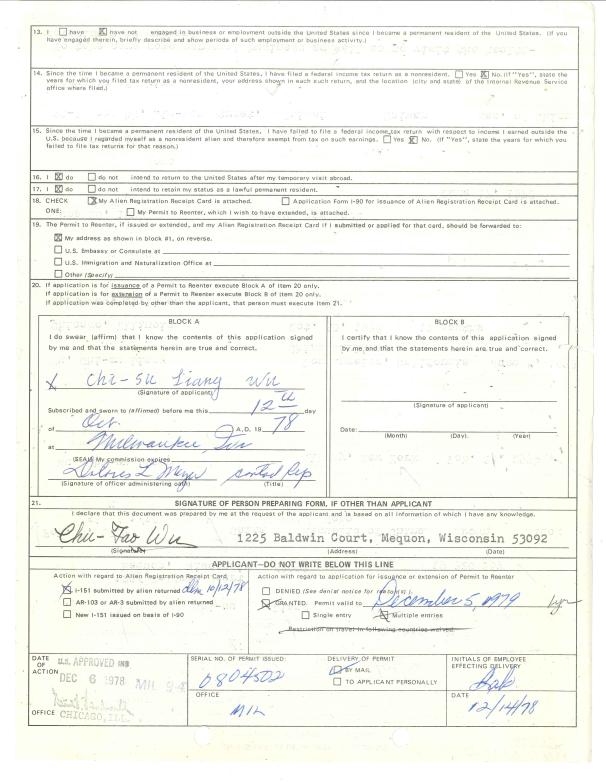 13. I ☐ have ☒ have not engaged in business or employment outside the United States since I became a permanent resident of the United States. (If you
have engaged therein, briefly describe and show periods of such employment or business activity.)
14. Since the time I became a permanent resident of the United States, I have filed a federal income tax return as a nonresident. ☐ Yes ☒ No. (If "Yes", state the
years for which you filed a tax return as a nonresident, your address shown in each such return, and the location (city and state) of the Internal Revenue Service
office where filed.)
15. Since the time I became a permanent resident of the United States, I have failed to file a federal income tax return with respect to income I earned outside the
U.S. because I regarded myself as a nonresident alien and therefore exempt from tax on such earnings. ☐ Yes ☒ No. (If "Yes", state the years for which you
failed to file tax returns for that reason.)
16. I ☒ do ☐ do not intend to return to the United States after my temporary visit abroad.
17. I ☒ do ☐ do not intend to retain my status as a lawful permanent resident.
18. CHECK ☒ My Alien Registration Receipt Card is attached. ☐ Application Form I-90 for issuance of Alien Registration Receipt Card is attached.
ONE: ☐ My Permit to Reenter, which I wish to have extended, is attached.
19. The Permit to Reenter, if issued or extended, and my Alien Registration Receipt Card if I submitted or applied for that card, should be forwarded to:
☒ My address as shown in block #1, on reverse.
☐ U.S. Embassy or Consulate at
☐ U.S. Immigration and Naturalization Office at
☐ Other (Specify)
20. If application is for issuance of a Permit to Reenter execute Block A of Item 20 only.
If application is for extension of a Permit to Reenter execute Block B of Item 20 only.
If application was completed by other than the applicant, that person must execute Item 21.
BLOCK A
I do swear (affirm) that I know the contents of this application signed
by me and that the statements herein are true and correct.
X Chi-Su Liang Wu
(Signature of applicant)
Subscribed and sworn to (affirmed) before me this 12th day
of Oct. A.D. 19 78
at Milwaukee, Win
(SEAL) My commission expires
Dolores L. Meyer contact Rep
(Signature of officer administering oath) (Title)
BLOCK B
I certify that I know the contents of this application signed
by me and that the statements herein are true and correct.
(Signature of applicant)
Date:
(Month) (Day) (Year)
21. SIGNATURE OF PERSON PREPARING FORM, IF OTHER THAN APPLICANT
I declare that this document was prepared by me at the request of the applicant and is based on all information of which I have any knowledge.
Chu-Fao Wu 1225 Baldwin Court, Mequon, Wisconsin 53092
(Signature) (Address) (Date)
APPLICANT—DO NOT WRITE BELOW THIS LINE
Action with regard to Alien Registration Receipt Card
☒ I-151 submitted by alien returned dlm 10/12/78
☐ AR-103 or AR-3 submitted by alien returned
☐ New I-151 issued on basis of I-90
Action with regard to application for issuance or extension of Permit to Reenter
☐ DENIED (See denial notice for reason(s).)
☒ GRANTED. Permit valid to December 5, 1979 1yr
☐ Single entry ☒ Multiple entries
Restriction on travel in following countries waived:
DATE OF ACTION
U.S. APPROVED INS
DEC 6 1978 MIL 94
OFFICE CHICAGO, ILL.
SERIAL NO. OF PERMIT ISSUED:
6804502
OFFICE
MIL
DELIVERY OF PERMIT
☒ BY MAIL
☐ TO APPLICANT PERSONALLY
INITIALS OF EMPLOYEE
EFFECTING DELIVERY
DATE
12/14/78